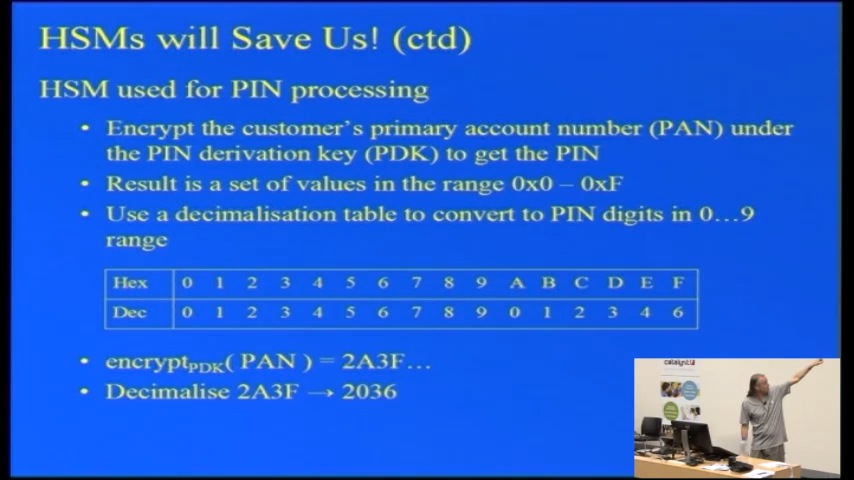 HSMs will Save Us! (ctd)
HSM used for PIN processing
• Encrypt the customer's primary account number (PAN) under
the PIN derivation key (PDK) to get the PIN
• Result is a set of values in the range 0x0 – 0xF
• Use a decimalisation table to convert to PIN digits in 0…9
range
Hex 0 1 2 3 4 5 6 7 8 9 A B C D E F
Dec 0 1 2 3 4 5 6 7 8 9 0 1 2 3 4 6
• encryptPDK( PAN ) = 2A3F…
• Decimalise 2A3F → 2036
catalyst